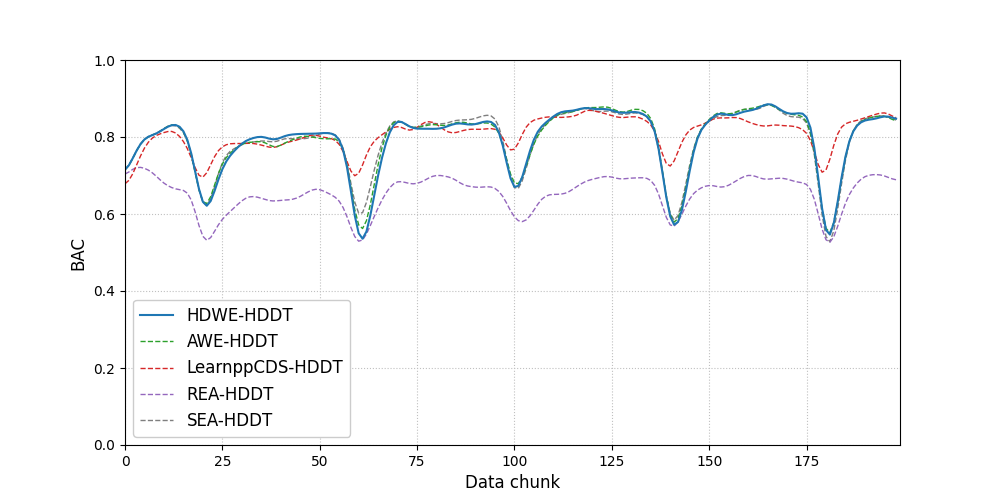 1.0
0.8
0.6
0.4
0.2
0.0
BAC
HDWE-HDDT
AWE-HDDT
LearnppCDS-HDDT
REA-HDDT
SEA-HDDT
0 25 50 75 100 125 150 175
Data chunk